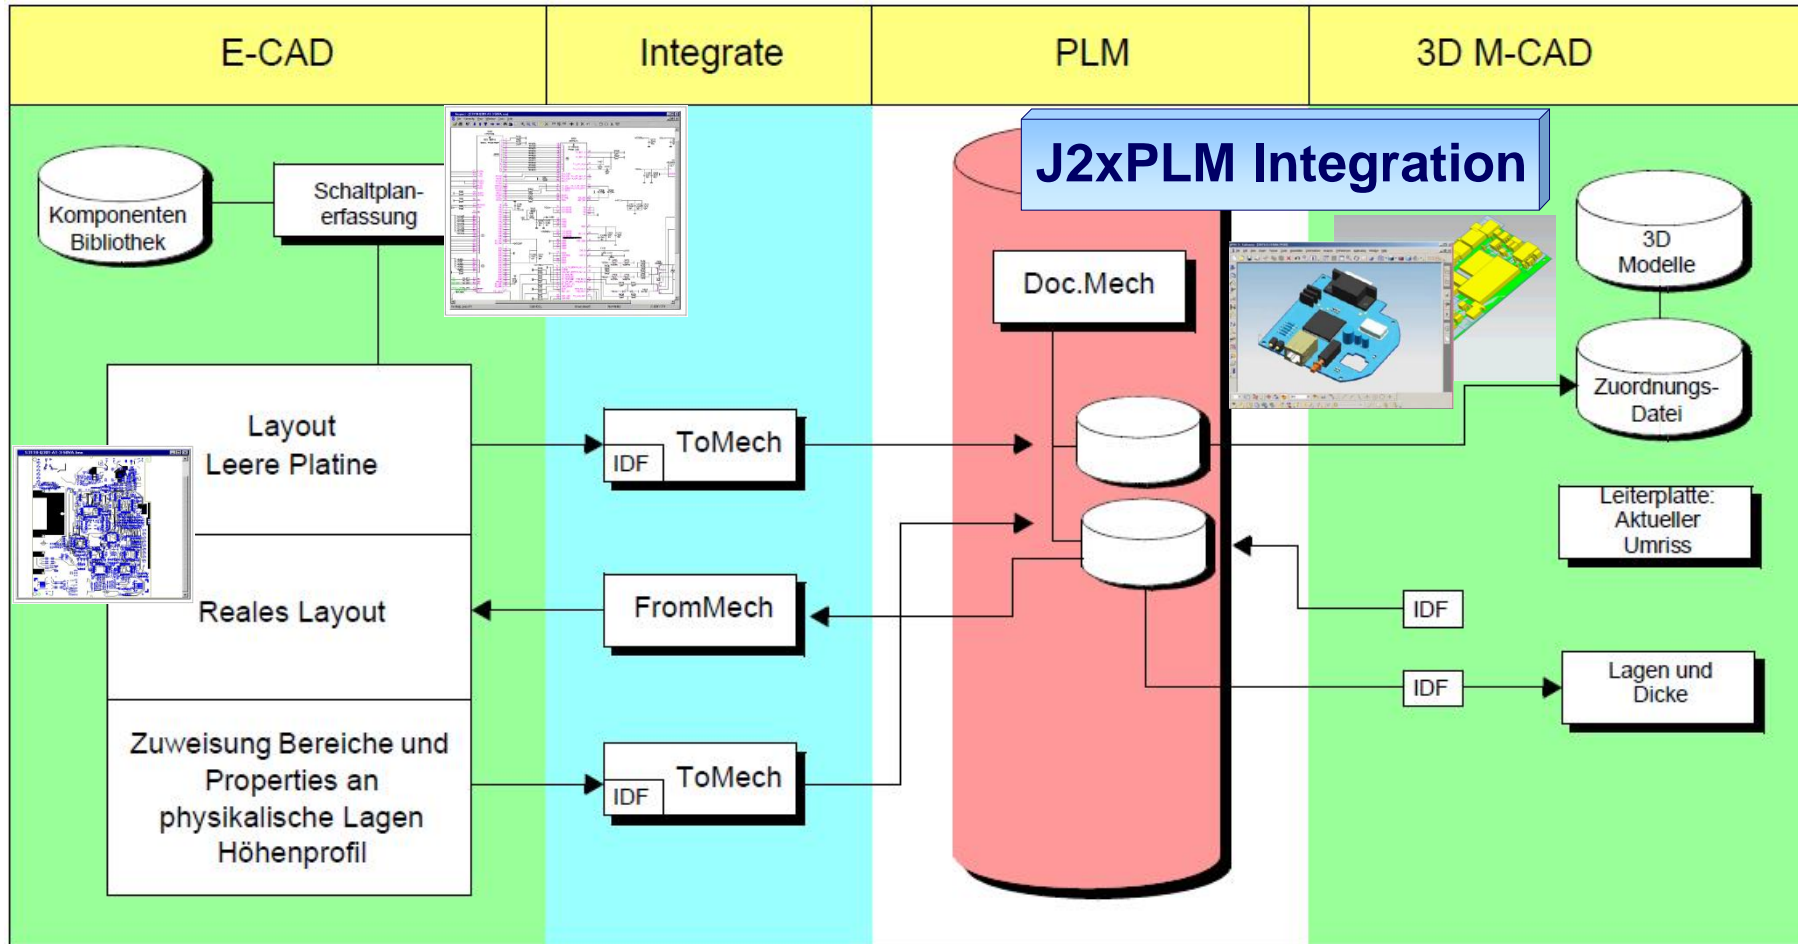 E-CAD
Integrate
PLM
3D M-CAD
J2xPLM Integration
Komponenten
Bibliothek
Schaltplan-
erfassung
Doc.Mech
3D
Modelle
Zuordnungs-
Datei
Layout
Leere Platine
IDF
ToMech
Leiterplatte:
Aktueller
Umriss
Reales Layout
FromMech
IDF
IDF
Lagen und
Dicke
Zuweisung Bereiche und
Properties an
physikalische Lagen
Höhenprofil
IDF
ToMech